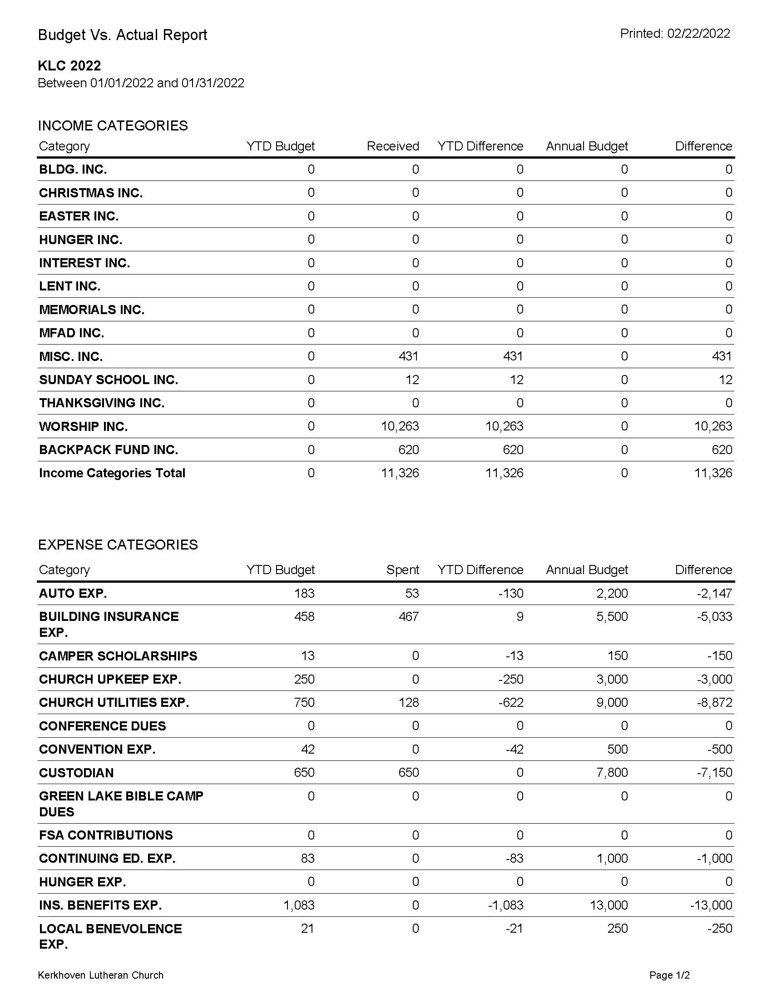 Budget Vs. Actual Report Printed: 02/22/2022
KLC 2022
Between 01/01/2022 and 01/31/2022
INCOME CATEGORIES
Category YTD Budget Received YTD Difference Annual Budget Difference
BLDG. INC. 0 0 0 0 0
CHRISTMAS INC. 0 0 0 0 0
EASTER INC. 0 0 0 0 0
HUNGER INC. 0 0 0 0 0
INTEREST INC. 0 0 0 0 0
LENT INC. 0 0 0 0 0
MEMORIALS INC. 0 0 0 0 0
MFAD INC. 0 0 0 0 0
MISC. INC. 0 431 431 0 431
SUNDAY SCHOOL INC. 0 12 12 0 12
THANKSGIVING INC. 0 0 0 0 0
WORSHIP INC. 0 10,263 10,263 0 10,263
BACKPACK FUND INC. 0 620 620 0 620
Income Categories Total 0 11,326 11,326 0 11,326
EXPENSE CATEGORIES
Category YTD Budget Spent YTD Difference Annual Budget Difference
AUTO EXP. 183 53 -130 2,200 -2,147
BUILDING INSURANCE 458 467 9 5,500 -5,033
EXP.
CAMPER SCHOLARSHIPS 13 0 -13 150 -150
CHURCH UPKEEP EXP. 250 0 -250 3,000 -3,000
CHURCH UTILITIES EXP. 750 128 -622 9,000 -8,872
CONFERENCE DUES 0 0 0 0 0
CONVENTION EXP. 42 0 -42 500 -500
CUSTODIAN 650 650 0 7,800 -7,150
GREEN LAKE BIBLE CAMP 0 0 0 0 0
DUES
FSA CONTRIBUTIONS 0 0 0 0 0
CONTINUING ED. EXP. 83 0 -83 1,000 -1,000
HUNGER EXP. 0 0 0 0 0
INS. BENEFITS EXP. 1,083 0 -1,083 13,000 -13,000
LOCAL BENEVOLENCE 21 0 -21 250 -250
EXP.
Kerkhoven Lutheran Church Page 1/2